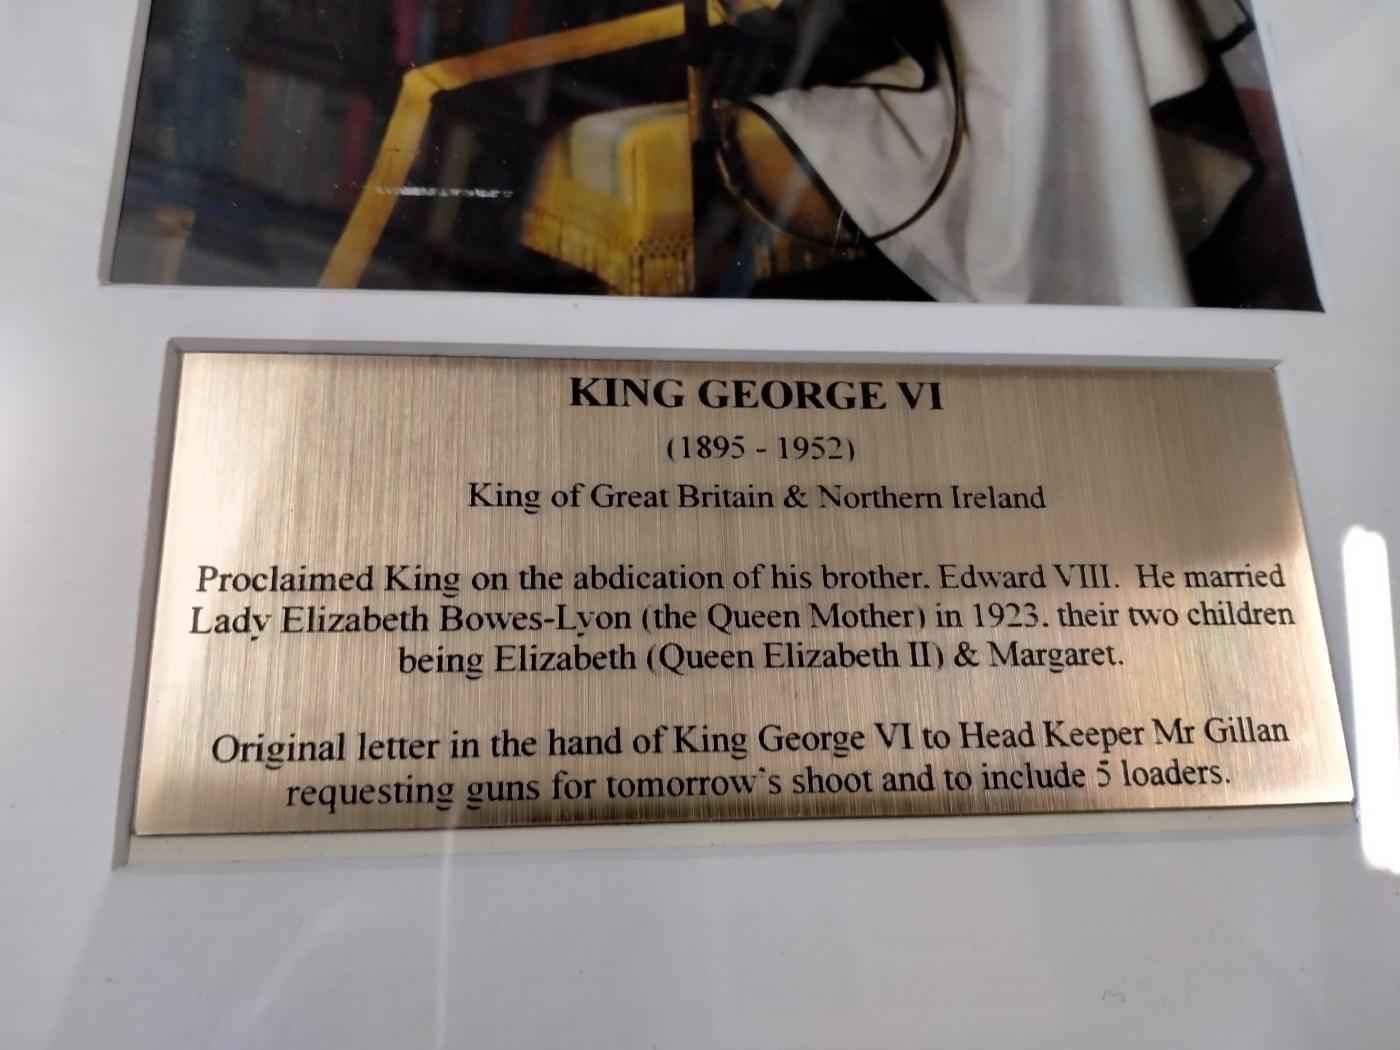 KING GEORGE VI
(1895 - 1952)
King of Great Britain & Northern Ireland
Proclaimed King on the abdication of his brother. Edward VIII. He married
Lady Elizabeth Bowes-Lyon (the Queen Mother) in 1923. their two children
being Elizabeth (Queen Elizabeth II) & Margaret.
Original letter in the hand of King George VI to Head Keeper Mr Gillan
requesting guns for tomorrow's shoot and to include 5 loaders.